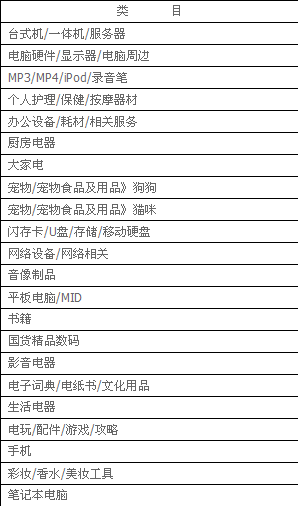 类 目
台式机/一体机/服务器
电脑硬件/显示器/电脑周边
MP3/MP4/iPod/录音笔
个人护理/保健/按摩器材
办公设备/耗材/相关服务
厨房电器
大家电
宠物/宠物食品及用品》狗狗
宠物/宠物食品及用品》猫咪
闪存卡/U盘/存储/移动硬盘
网络设备/网络相关
音像制品
平板电脑/MID
书籍
国货精品数码
影音电器
电子词典/电纸书/文化用品
生活电器
电玩/配件/游戏/攻略
手机
彩妆/香水/美妆工具
笔记本电脑